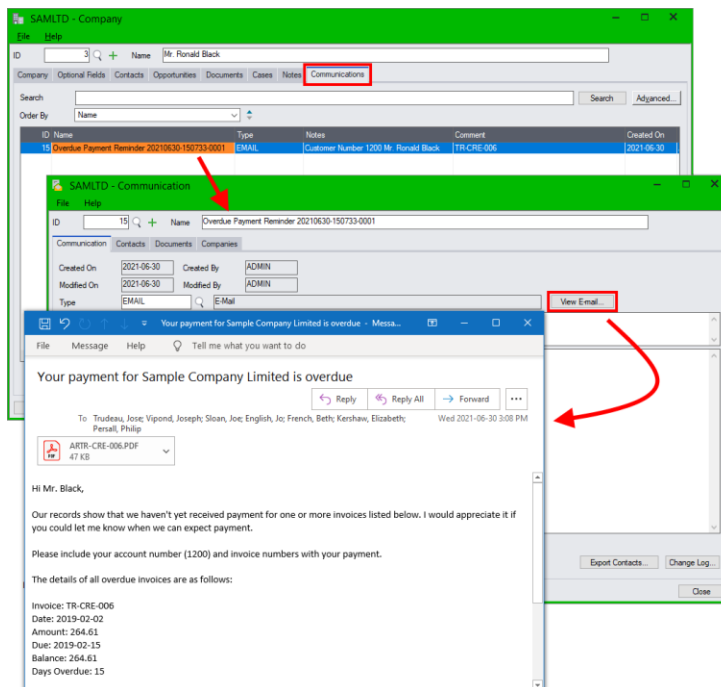 SAMLTD - Company
File Help
ID 3 Name Mr. Ronald Black
Company Optional Fields Contacts Opportunities Documents Cases Notes Communications
Search Search Advanced...
Order By Name
ID Name Type Notes Comment Created On
15 Overdue Payment Reminder 20210630-150733-0001 EMAIL Customer Number 1200 Mr. Ronald Black TR-CRE-006 2021-06-30
SAMLTD - Communication
File Help
ID 15 Name Overdue Payment Reminder 20210630-150733-0001
Communication Contacts Documents Companies
Created On 2021-06-30 Created By ADMIN
Modified On 2021-06-30 Modified By ADMIN
Type EMAIL E-Mail View E-mail...
Your payment for Sample Company Limited is overdue - Messa...
File Message Help Tell me what you want to do
Your payment for Sample Company Limited is overdue
Reply Reply All Forward ...
To Trudeau, Jose; Vipond, Joseph; Sloan, Joe; English, Jo; French, Beth; Kershaw, Elizabeth; Wed 2021-06-30 3:08 PM
Persall, Philip
PDF ARTR-CRE-006.PDF
47 KB
Hi Mr. Black,
Our records show that we haven't yet received payment for one or more invoices listed below. I would appreciate it if
you could let me know when we can expect payment.
Please include your account number (1200) and invoice numbers with your payment.
The details of all overdue invoices are as follows:
Invoice: TR-CRE-006
Date: 2019-02-02
Amount: 264.61
Due: 2019-02-15
Balance: 264.61
Days Overdue: 15
Export Contacts... Change Log...
Close